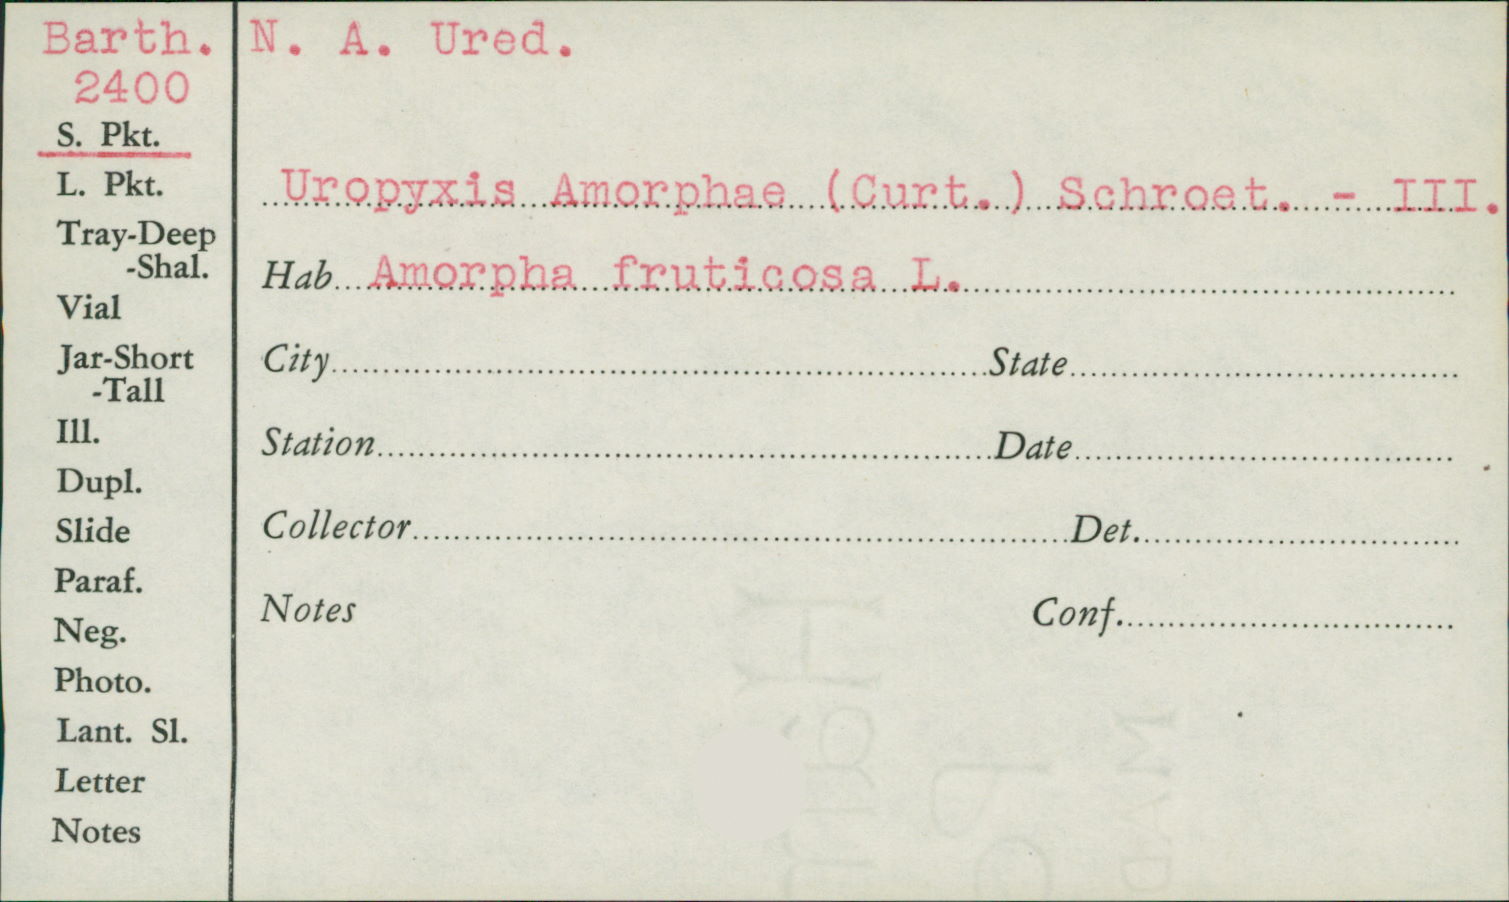 Barth.
2400
S. Pkt.
L. Pkt.
Tray-Deep
-Shal.
Vial
Jar-Short
-Tall
Ill.
Dupl.
Slide
Paraf.
Neg.
Photo.
Lant. Sl.
Letter
Notes
N. A. Ured.
Uropyxis Amorphae (Curt.) Schroet. - III.
Hab. Amorpha fruticosa L.
City State
Station Date
Collector Det.
Notes Conf.